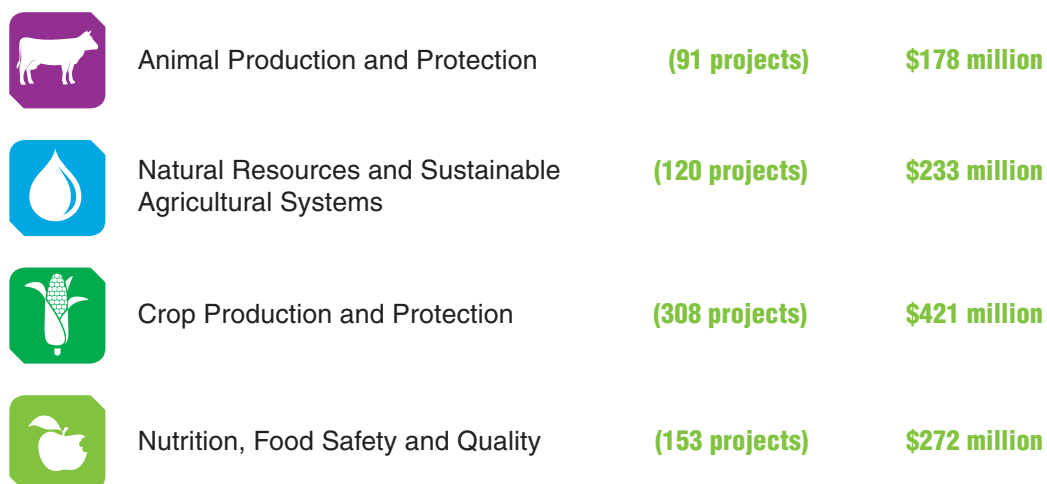 Animal Production and Protection (91 projects) $178 million
Natural Resources and Sustainable (120 projects) $233 million
Agricultural Systems
Crop Production and Protection (308 projects) $421 million
Nutrition, Food Safety and Quality (153 projects) $272 million